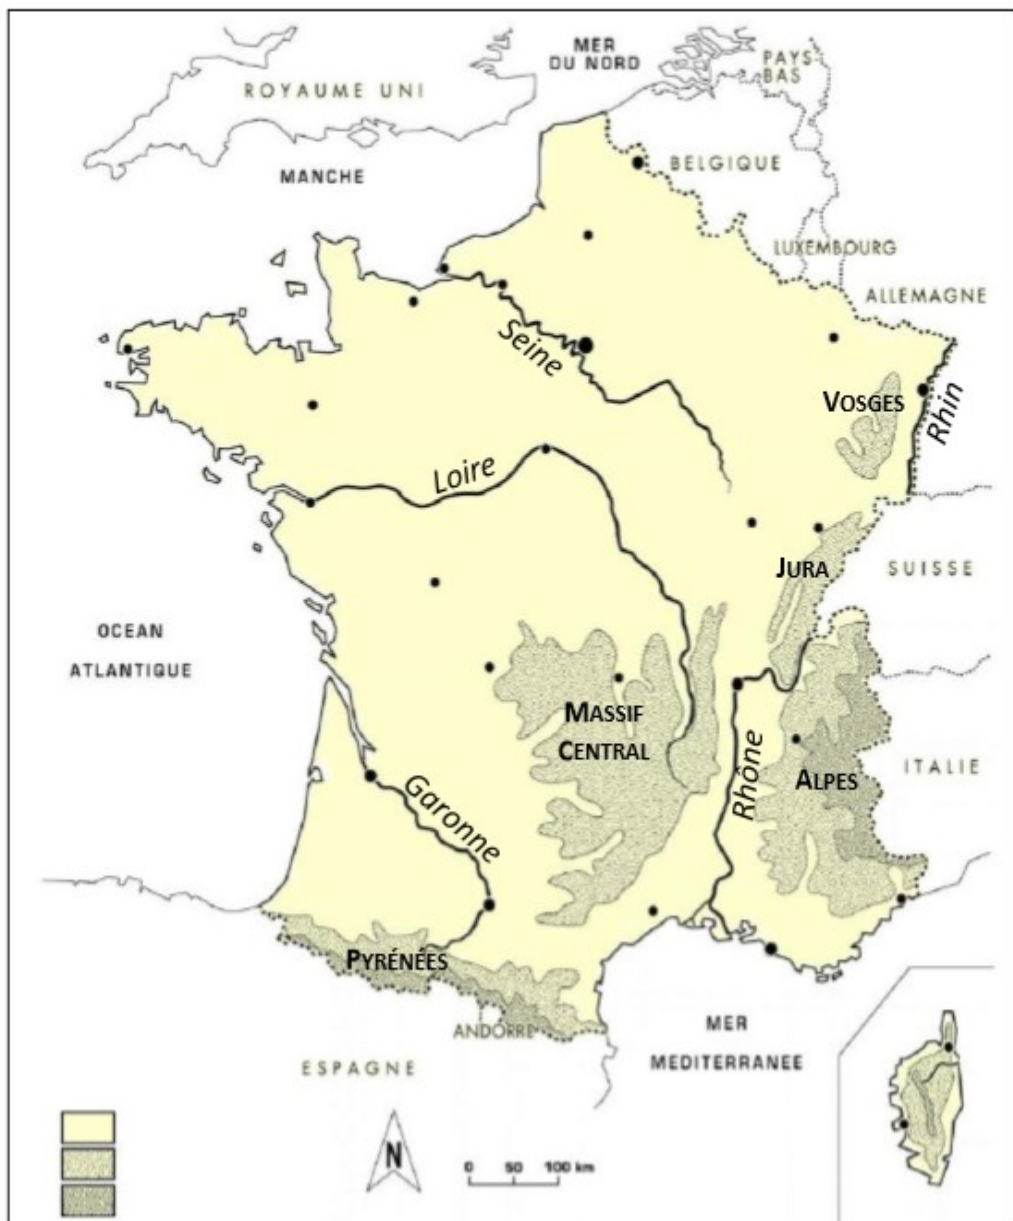 MER
DU NORD
PAYS-
BAS
ROYAUME UNI
BELGIQUE
MANCHE
LUXEMBOURG
ALLEMAGNE
Seine
VOSGES
Rhin
Loire
JURA
SUISSE
OCEAN
ATLANTIQUE
MASSIF
CENTRAL
Rhône
ALPES
ITALIE
Garonne
PYRÉNÉES
ANDORRE
MER
MEDITERRANEE
ESPAGNE
N
0 50 100 km